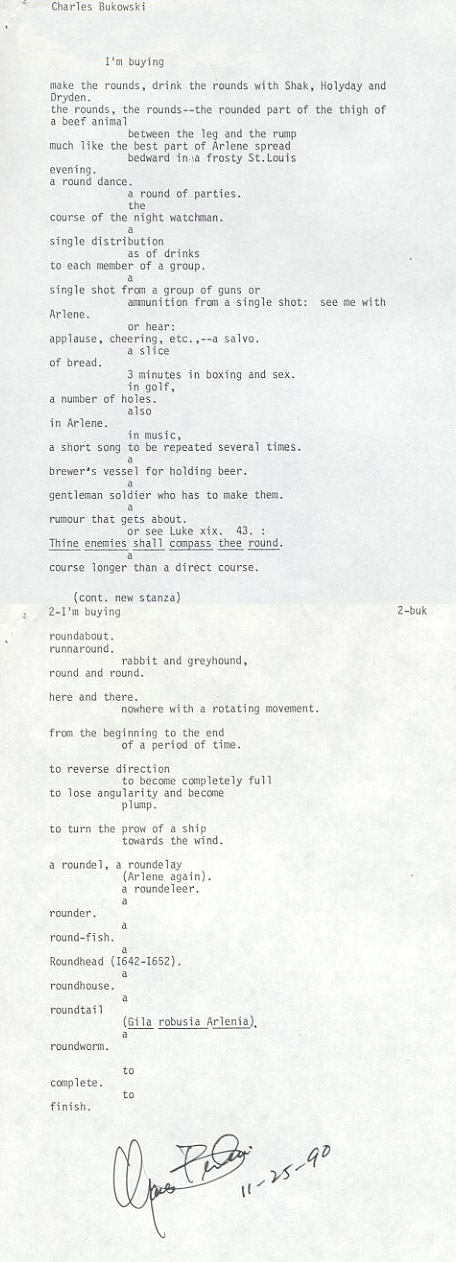 Charles Bukowski
I'm buying
make the rounds, drink the rounds with Shak, Holyday and
Dryden.
the rounds, the rounds--the rounded part of the thigh of
a beef animal
between the leg and the rump
much like the best part of Arlene spread
bedward in a frosty St.Louis
evening.
a round dance.
a round of parties.
the
course of the night watchman.
a
single distribution
as of drinks
to each member of a group.
a
single shot from a group of guns or
ammunition from a single shot: see me with
Arlene.
or hear:
applause, cheering, etc.,--a salvo.
a slice
of bread.
3 minutes in boxing and sex.
in golf,
a number of holes.
also
in Arlene.
in music,
a short song to be repeated several times.
a
brewer's vessel for holding beer.
a
gentleman soldier who has to make them.
a
rumour that gets about.
or see Luke xix. 43. :
Thine enemies shall compass thee round.
a
course longer than a direct course.
(cont. new stanza)
2-I'm buying 2-buk
roundabout.
runnaround.
rabbit and greyhound,
round and round.
here and there.
nowhere with a rotating movement.
from the beginning to the end
of a period of time.
to reverse direction
to become completely full
to lose angularity and become
plump.
to turn the prow of a ship
towards the wind.
a roundel, a roundelay
(Arlene again).
a roundeleer.
a
rounder.
a
round-fish.
a
Roundhead (I642-I652).
a
roundhouse.
a
roundtail
(Gila robusia Arlenia).
a
roundworm.
to
complete.
to
finish.
11-25-90